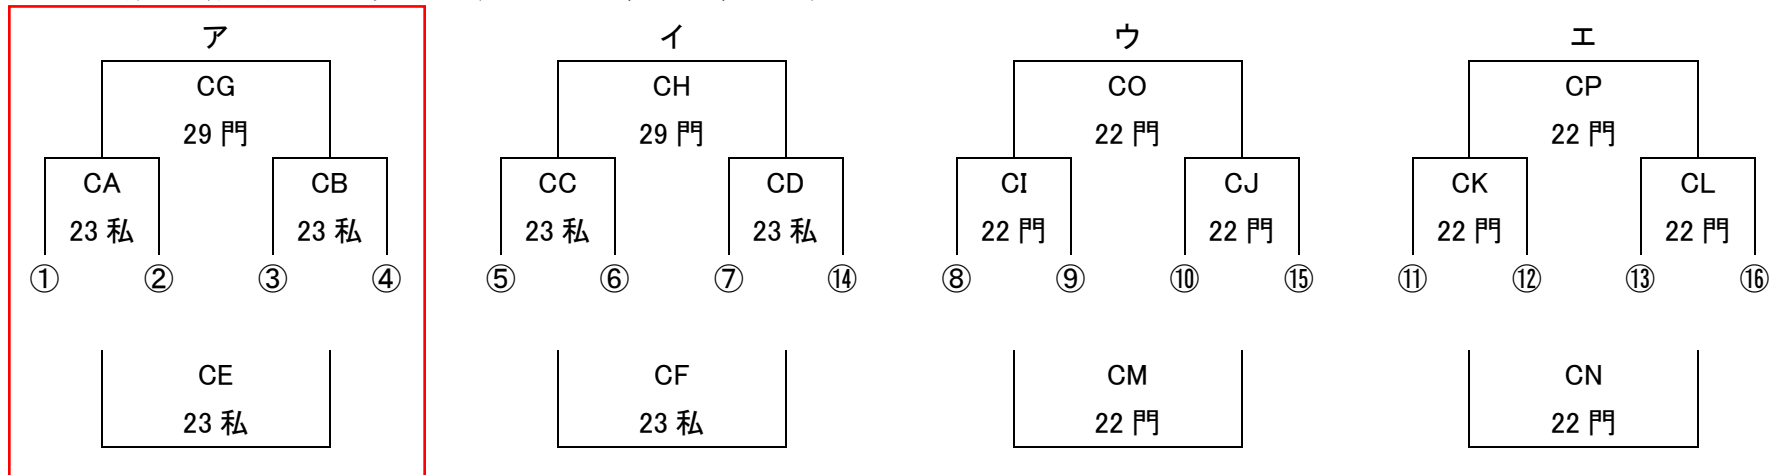 ア イ ウ エ
CG CH CO CP
29 門 29 門 22 門 22 門
CA CB CC CD CI CJ CK CL
23 私 23 私 23 私 23 私 22 門 22 門 22 門 22 門
① ② ③ ④ ⑤ ⑥ ⑦ ⑭ ⑧ ⑨ ⑩ ⑮ ⑪ ⑫ ⑬ ⑯
CE CF CM CN
23 私 23 私 22 門 22 門